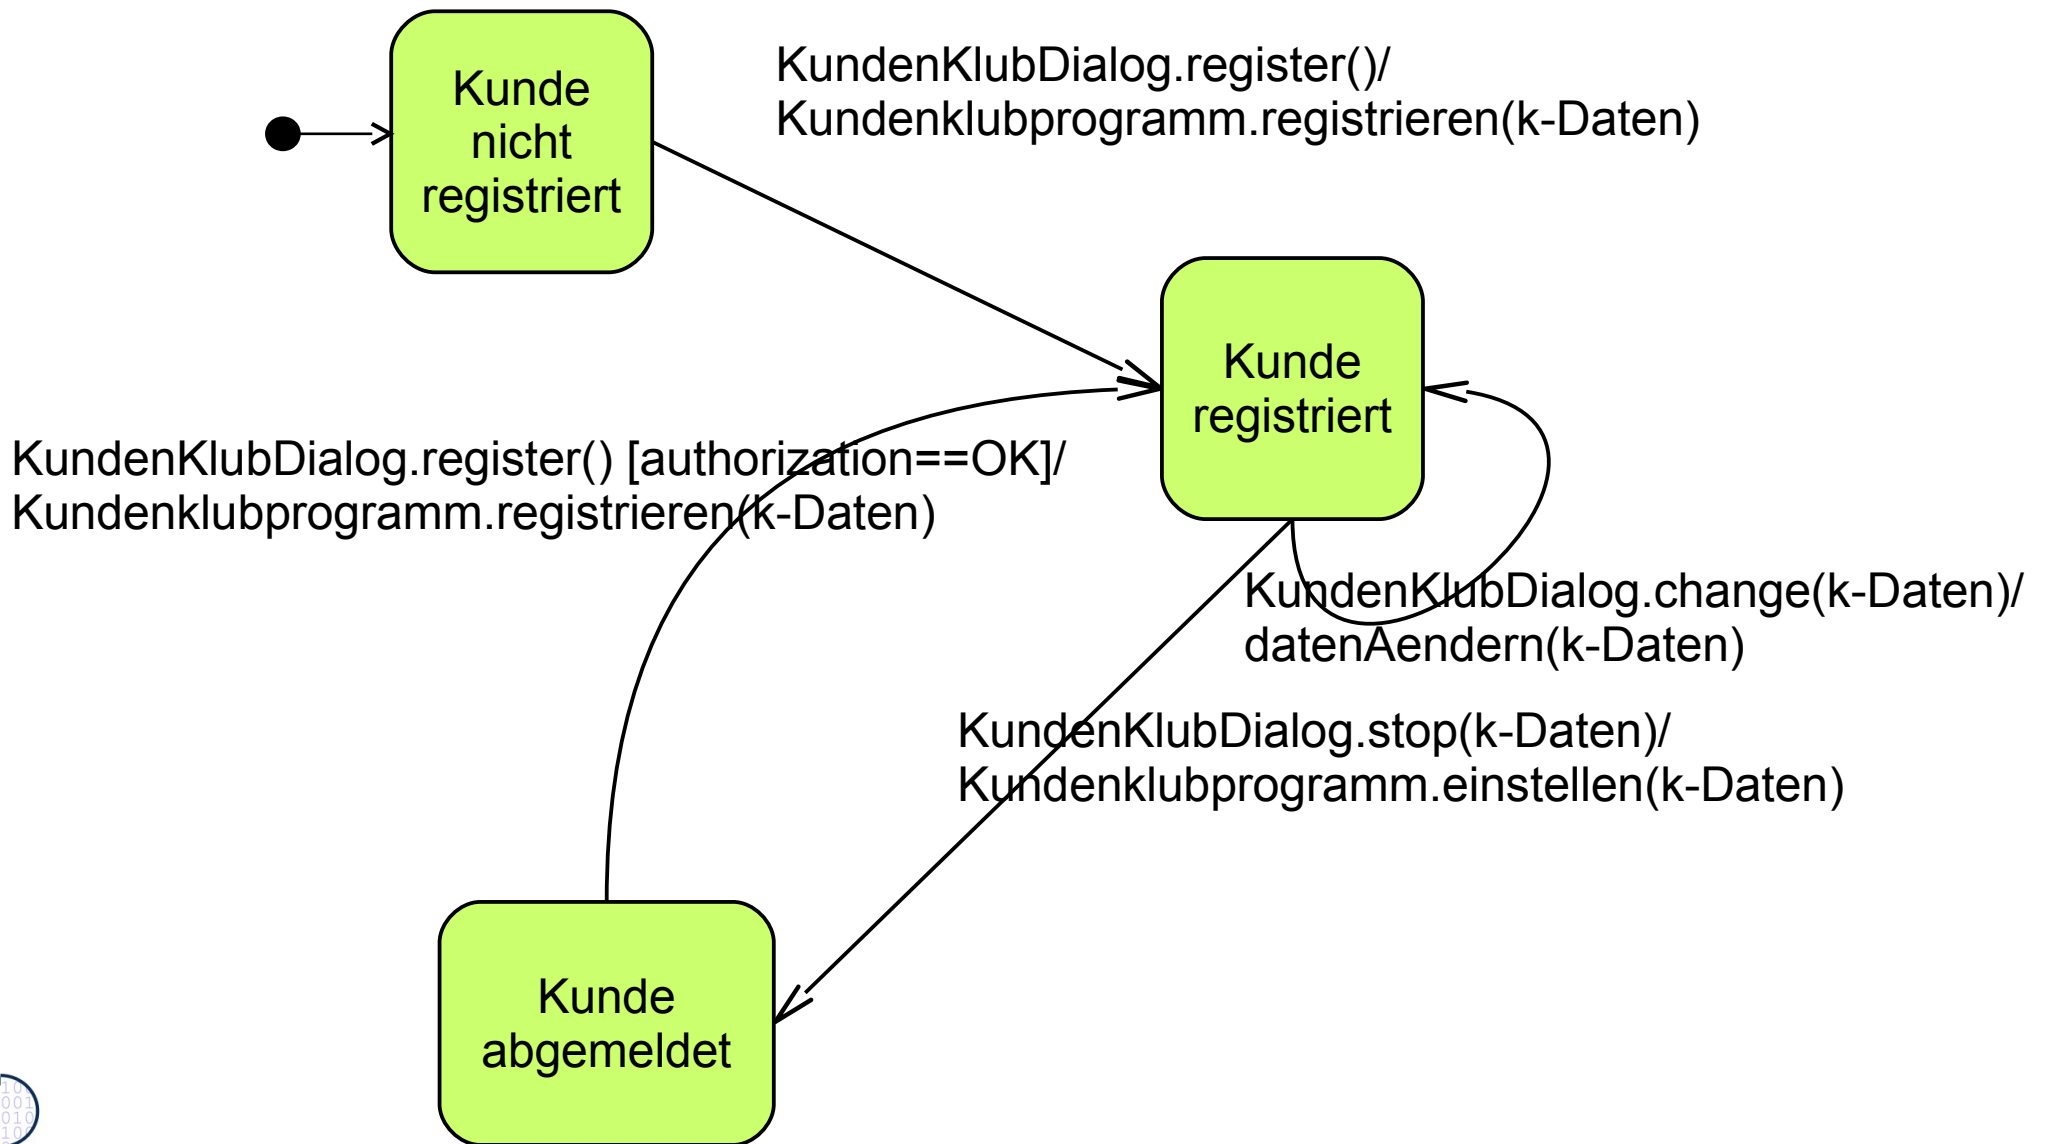 Kunde
nicht
registriert
KundenKlubDialog.register()/
Kundenklubprogramm.registrieren(k-Daten)
Kunde
registriert
KundenKlubDialog.register() [authorization==OK]/
Kundenklubprogramm.registrieren(k-Daten)
KundenKlubDialog.change(k-Daten)/
datenAendern(k-Daten)
KundenKlubDialog.stop(k-Daten)/
Kundenklubprogramm.einstellen(k-Daten)
Kunde
abgemeldet